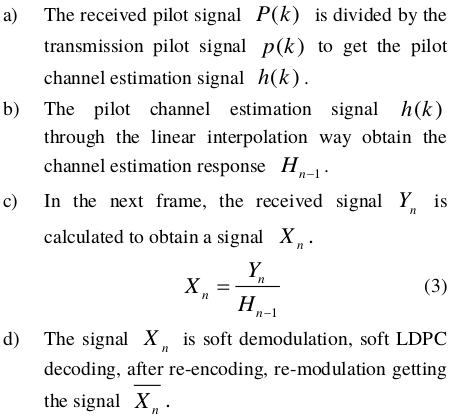 a) The received pilot signal P(k) is divided by the
transmission pilot signal p(k) to get the pilot
channel estimation signal h(k).
b) The pilot channel estimation signal h(k)
through the linear interpolation way obtain the
channel estimation response H_{n-1}.
c) In the next frame, the received signal Y_n is
calculated to obtain a signal X_n.
X_n = \frac{Y_n}{H_{n-1}} (3)
d) The signal X_n is soft demodulation, soft LDPC
decoding, after re-encoding, re-modulation getting
the signal \overline{X_n}.